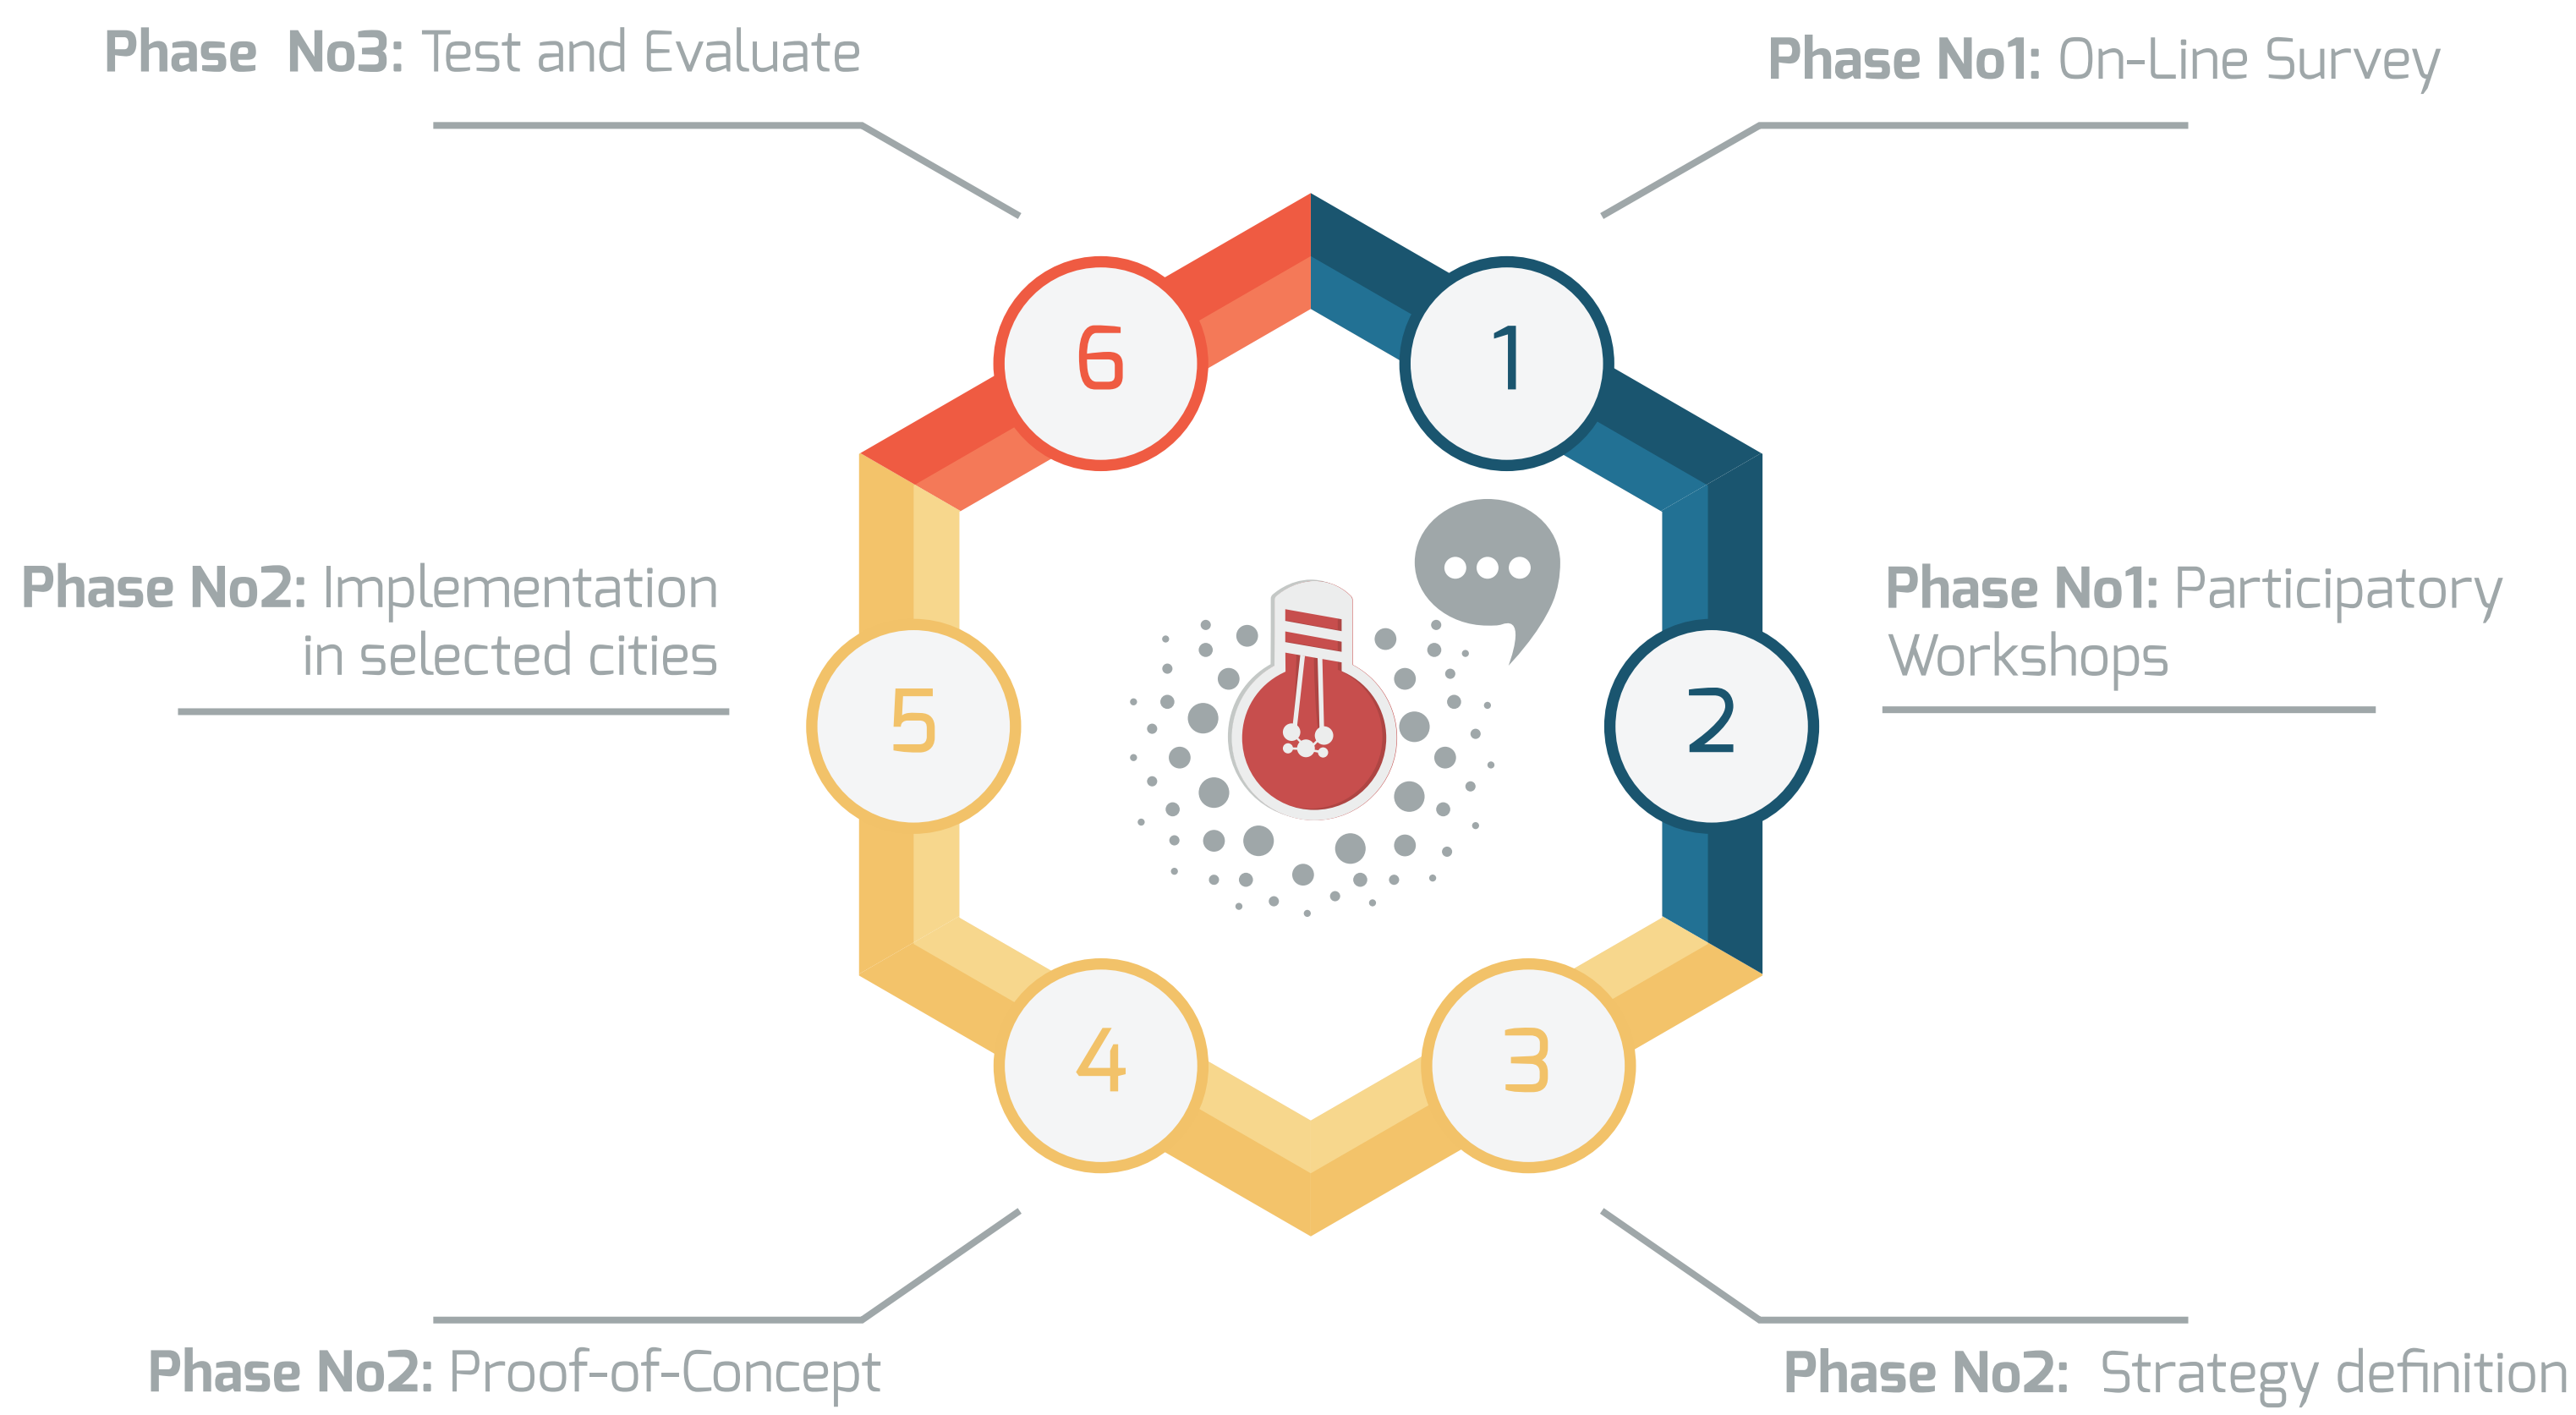 Phase No3: Test and Evaluate
Phase No1: On-Line Survey
6
1
Phase No2: Implementation
in selected cities
Phase No1: Participatory
Workshops
5
2
4
3
Phase No2: Proof-of-Concept
Phase No2: Strategy definition